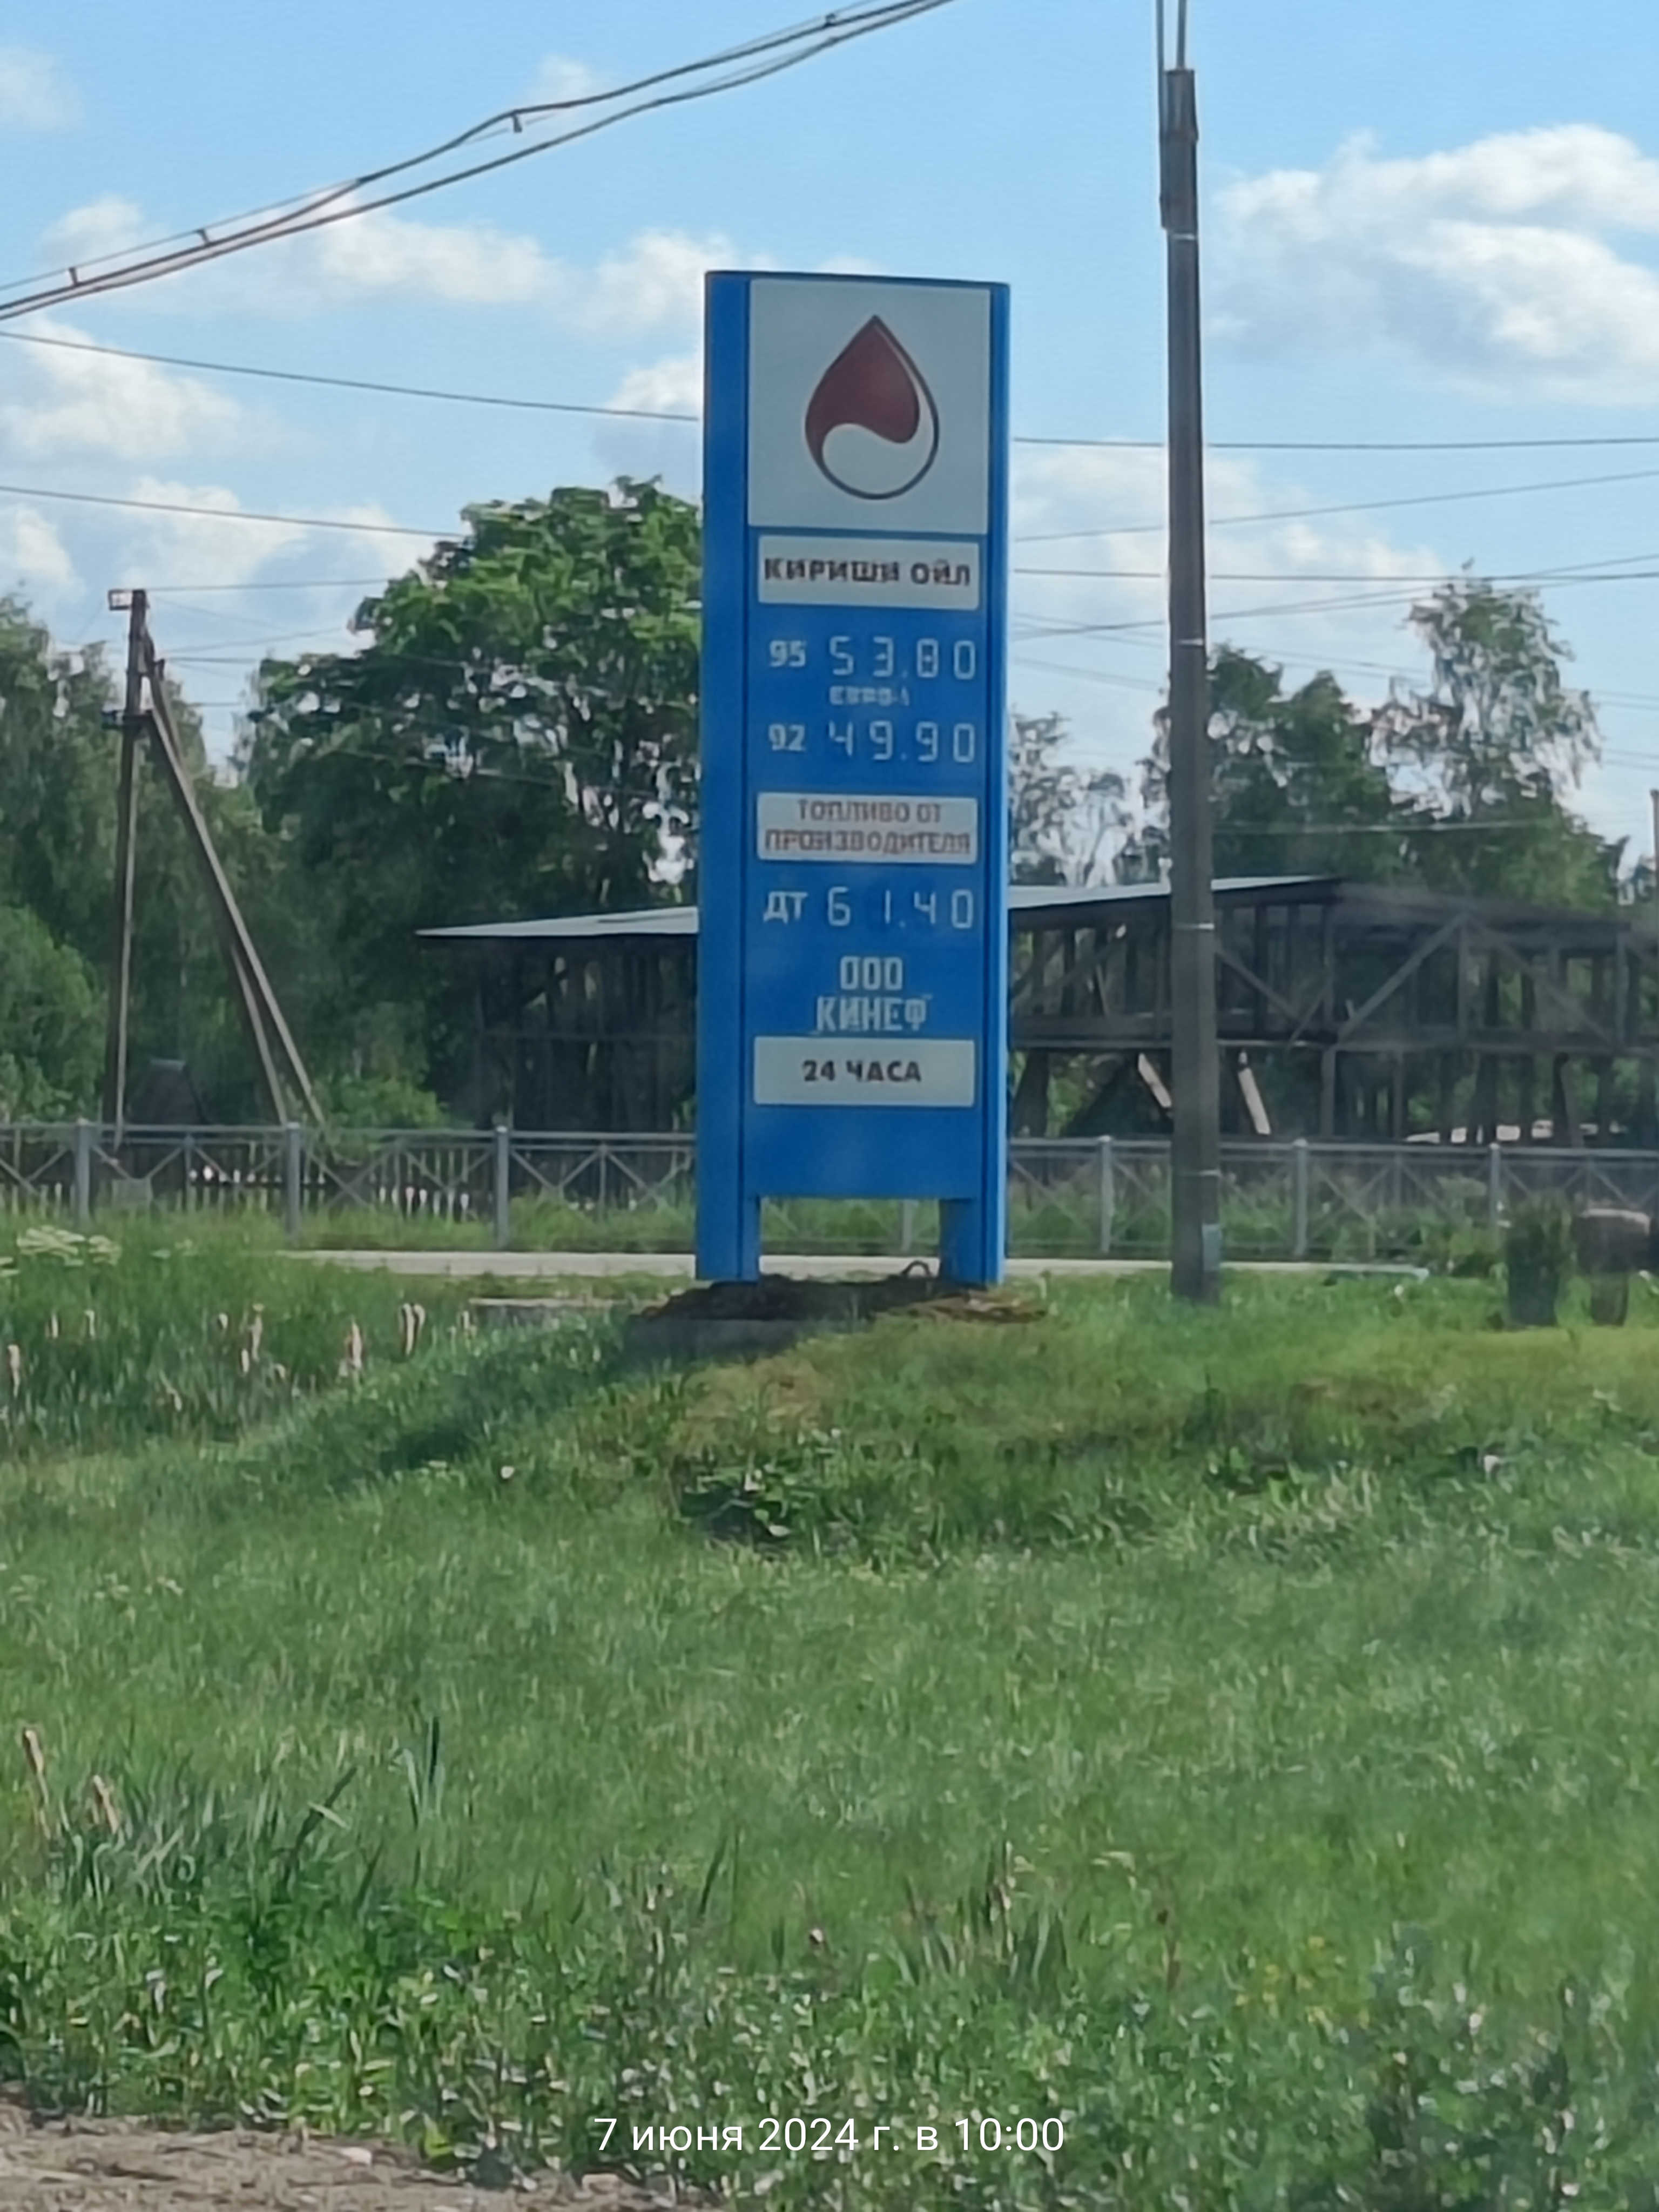 КИРИШИ ОЙЛ
95 53.80
ЕВРО-
92 49.90
ТОПЛИВО ОТ
ПРОИЗВОДИТЕЛЯ
ДТ 61.40
ООО
КИНЕФ
24 ЧАСА
7 июня 2024 г. в 10:00